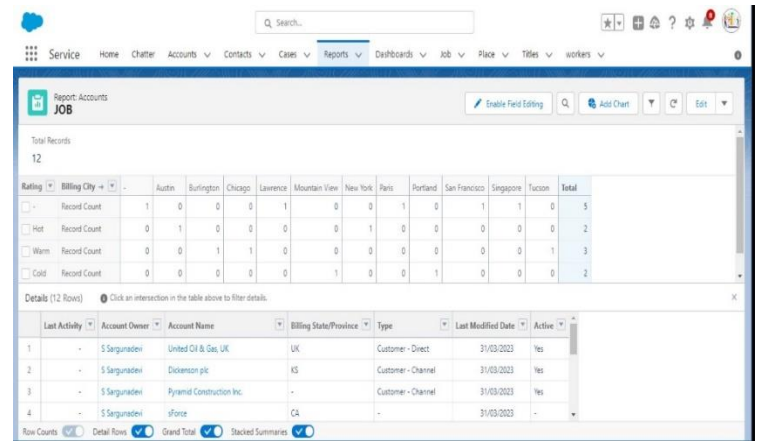 Search...
Service Home Chatter Accounts Contacts Cases Reports Dashboards Job Place Titles workers
Report: Accounts
JOB
Enable Field Editing Add Chart Edit
Total Records
12
Rating Billing City → - Austin Burlington Chicago Lawrence Mountain View New York Paris Portland San Francisco Singapore Tucson Total
- Record Count 1 0 0 0 1 0 0 1 0 1 1 0 5
Hot Record Count 0 1 0 0 0 0 1 0 0 0 0 0 2
Warm Record Count 0 0 1 1 0 0 0 0 0 0 0 1 3
Cold Record Count 0 0 0 0 0 1 0 0 1 0 0 0 2
Details (12 Rows) Click an intersection in the table above to filter details.
Last Activity Account Owner Account Name Billing State/Province Type Last Modified Date Active
1 - S Sargunadevi United Oil & Gas, UK UK Customer - Direct 31/03/2023 Yes
2 - S Sargunadevi Dickenson plc KS Customer - Channel 31/03/2023 Yes
3 - S Sargunadevi Pyramid Construction Inc. - Customer - Channel 31/03/2023 Yes
4 - S Sargunadevi sForce CA - 31/03/2023 -
Row Counts Detail Rows Grand Total Stacked Summaries